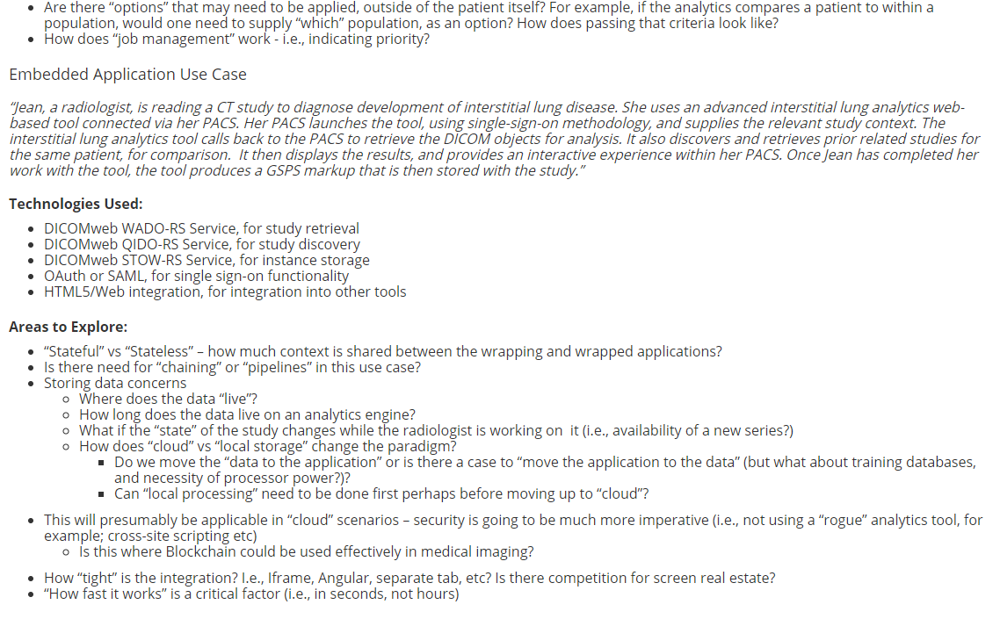 • Are there “options” that may need to be applied, outside of the patient itself? For example, if the analytics compares a patient to within a
population, would one need to supply “which” population, as an option? How does passing that criteria look like?
• How does “job management” work - i.e., indicating priority?
Embedded Application Use Case
“Jean, a radiologist, is reading a CT study to diagnose development of interstitial lung disease. She uses an advanced interstitial lung analytics web-
based tool connected via her PACS. Her PACS launches the tool, using single-sign-on methodology, and supplies the relevant study context. The
interstitial lung analytics tool calls back to the PACS to retrieve the DICOM objects for analysis. It also discovers and retrieves prior related studies for
the same patient, for comparison.  It then displays the results, and provides an interactive experience within her PACS. Once Jean has completed her
work with the tool, the tool produces a GSPS markup that is then stored with the study.”
Technologies Used:
• DICOMweb WADO-RS Service, for study retrieval
• DICOMweb QIDO-RS Service, for study discovery
• DICOMweb STOW-RS Service, for instance storage
• OAuth or SAML, for single sign-on functionality
• HTML5/Web integration, for integration into other tools
Areas to Explore:
• “Stateful” vs “Stateless” – how much context is shared between the wrapping and wrapped applications?
• Is there need for “chaining” or “pipelines” in this use case?
• Storing data concerns
◦ Where does the data “live”?
◦ How long does the data live on an analytics engine?
◦ What if the “state” of the study changes while the radiologist is working on  it (i.e., availability of a new series?)
◦ How does “cloud” vs “local storage” change the paradigm?
▪ Do we move the “data to the application” or is there a case to “move the application to the data” (but what about training databases,
and necessity of processor power?)?
▪ Can “local processing” need to be done first perhaps before moving up to “cloud”?
• This will presumably be applicable in “cloud” scenarios – security is going to be much more imperative (i.e., not using a “rogue” analytics tool, for
example; cross-site scripting etc)
◦ Is this where Blockchain could be used effectively in medical imaging?
• How “tight” is the integration? I.e., Iframe, Angular, separate tab, etc? Is there competition for screen real estate?
• “How fast it works” is a critical factor (i.e., in seconds, not hours)